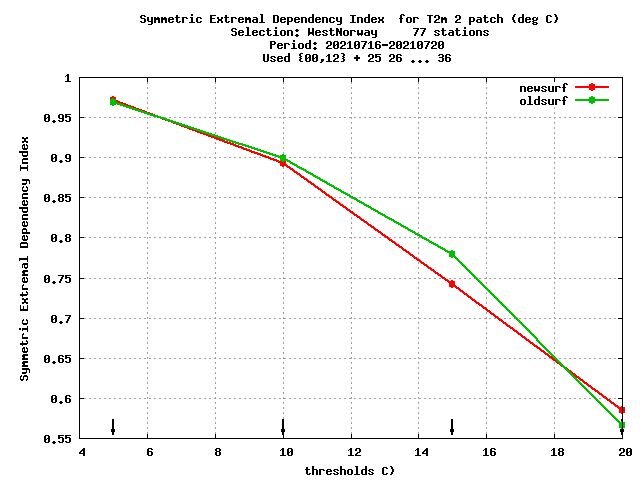 Symmetric Extremal Dependency Index  for T2m 2 patch (deg C)
Selection: WestNorway     77 stations
Period: 20210716-20210720
Used {00,12} + 25 26 ... 36
newsurf
oldsurf
Symmetric Extremal Dependency Index
1
0.95
0.9
0.85
0.8
0.75
0.7
0.65
0.6
0.55
4 6 8 10 12 14 16 18 20
thresholds C)